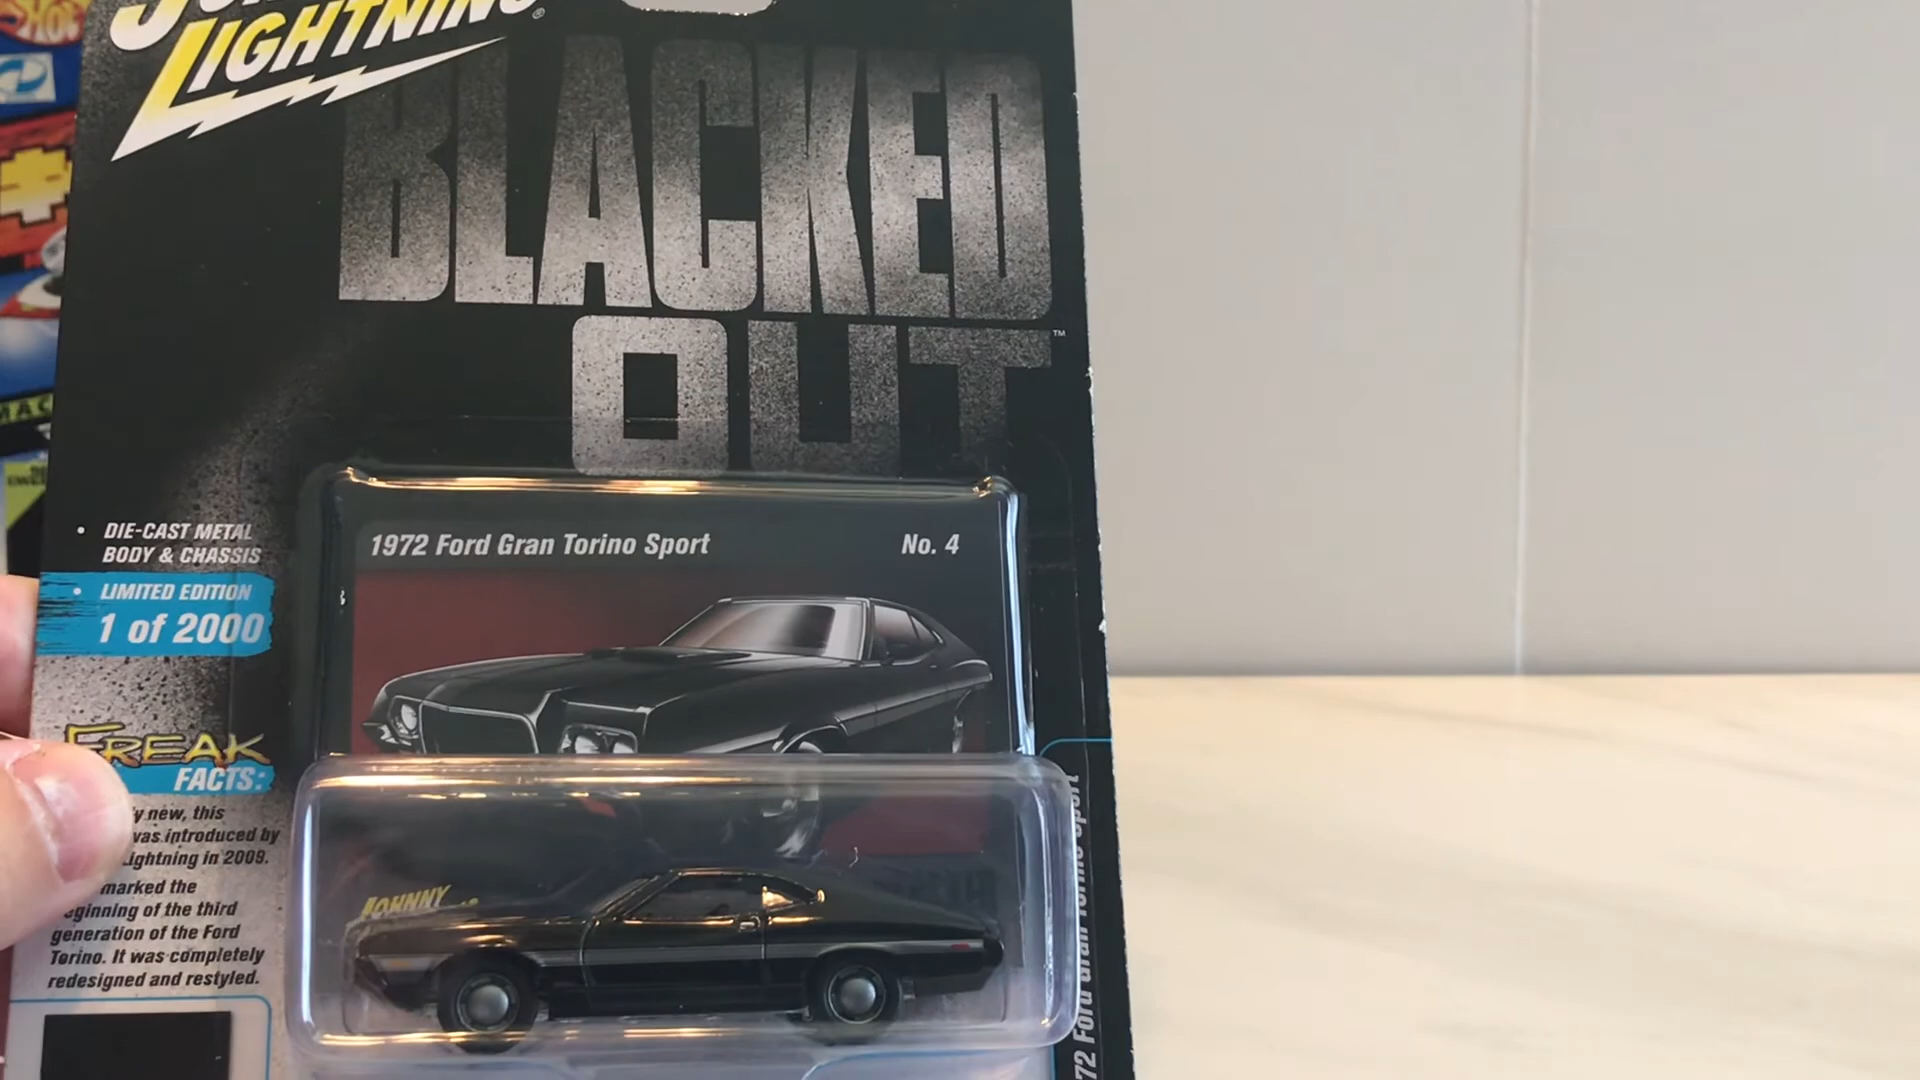 LIGHTNING®
BLACKED
OUT™
• DIE-CAST METAL
BODY & CHASSIS
• LIMITED EDITION
1 of 2000
1972 Ford Gran Torino Sport
No. 4
FREAK
FACTS:
new, this
was introduced by
Lightning in 2009.
marked the
beginning of the third
generation of the Ford
Torino. It was completely
redesigned and restyled.
JOHNNY
72 Ford Gran Torino Sport